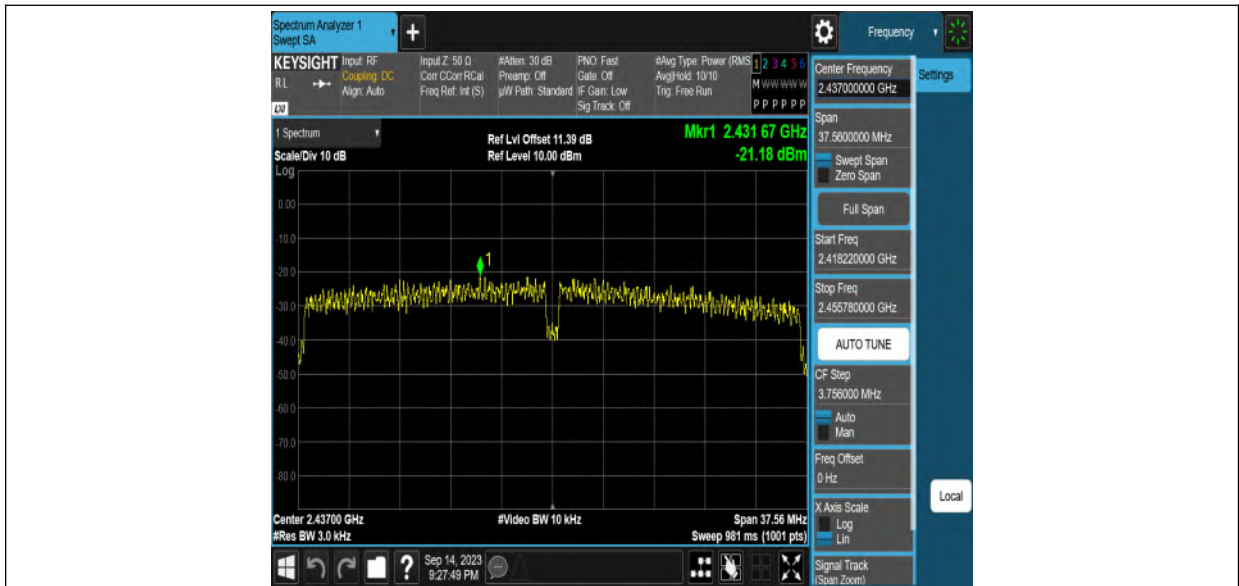 Spectrum Analyzer 1
Swept SA
+
Frequency
KEYSIGHT
RL
LXI
Input: RF
Coupling: DC
Align: Auto
Input Z: 50 Ω
Corr CCorr RCal
Freq Ref: Int (S)
#Atten: 30 dB
Preamp: Off
µW Path: Standard
PNO: Fast
Gate: Off
IF Gain: Low
Sig Track: Off
#Avg Type: Power (RMS
Avg|Hold: 10/10
Trig: Free Run
1 2 3 4 5 6
M W W W W W
P P P P P P
Center Frequency
2.437000000 GHz
Settings
Span
37.5600000 MHz
Swept Span
Zero Span
Full Span
Start Freq
2.418220000 GHz
Stop Freq
2.455780000 GHz
AUTO TUNE
CF Step
3.756000 MHz
Auto
Man
Freq Offset
0 Hz
X Axis Scale
Log
Lin
Local
Signal Track
(Span Zoom)
1 Spectrum
Scale/Div 10 dB
Log
Ref Lvl Offset 11.39 dB
Ref Level 10.00 dBm
Mkr1 2.431 67 GHz
-21.18 dBm
1
0.00
-10.0
-20.0
-30.0
-40.0
-50.0
-60.0
-70.0
-80.0
Center 2.43700 GHz
#Res BW 3.0 kHz
#Video BW 10 kHz
Span 37.56 MHz
Sweep 981 ms (1001 pts)
?
Sep 14, 2023
9:27:49 PM